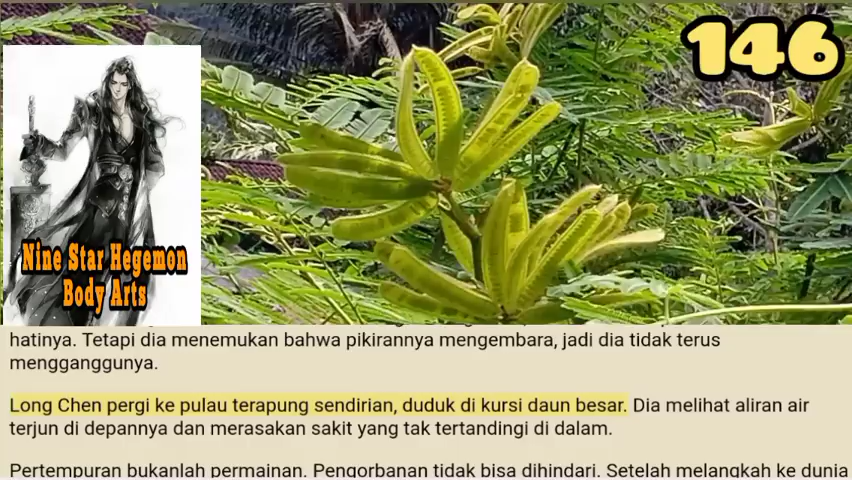 146
Nine Star Hegemon
Body Arts
hatinya. Tetapi dia menemukan bahwa pikirannya mengembara, jadi dia tidak terus
mengganggunya.
Long Chen pergi ke pulau terapung sendirian, duduk di kursi daun besar. Dia melihat aliran air
terjun di depannya dan merasakan sakit yang tak tertandingi di dalam.
Pertempuran bukanlah permainan. Pengorbanan tidak bisa dihindari. Setelah melangkah ke dunia